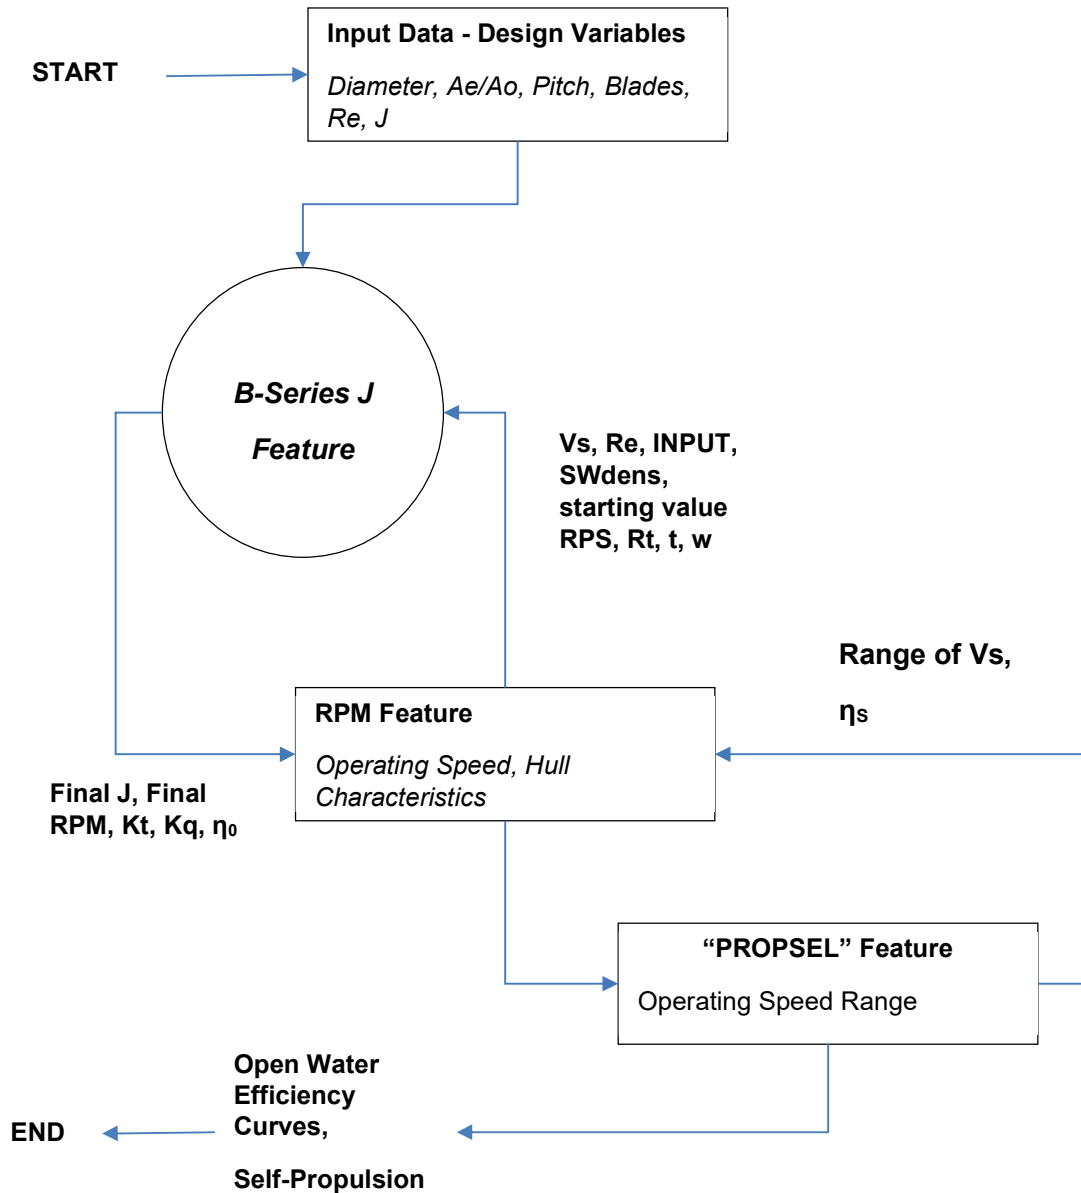 Input Data - Design Variables
START
Diameter, Ae/Ao, Pitch, Blades,
Re, J
B-Series J
Feature
Vs, Re, INPUT,
SWdens,
starting value
RPS, Rt, t, w
Range of Vs,
ηS
RPM Feature
Operating Speed, Hull
Characteristics
Final J, Final
RPM, Kt, Kq, η0
“PROPSEL” Feature
Operating Speed Range
Open Water
Efficiency
Curves,
END
Self-Propulsion